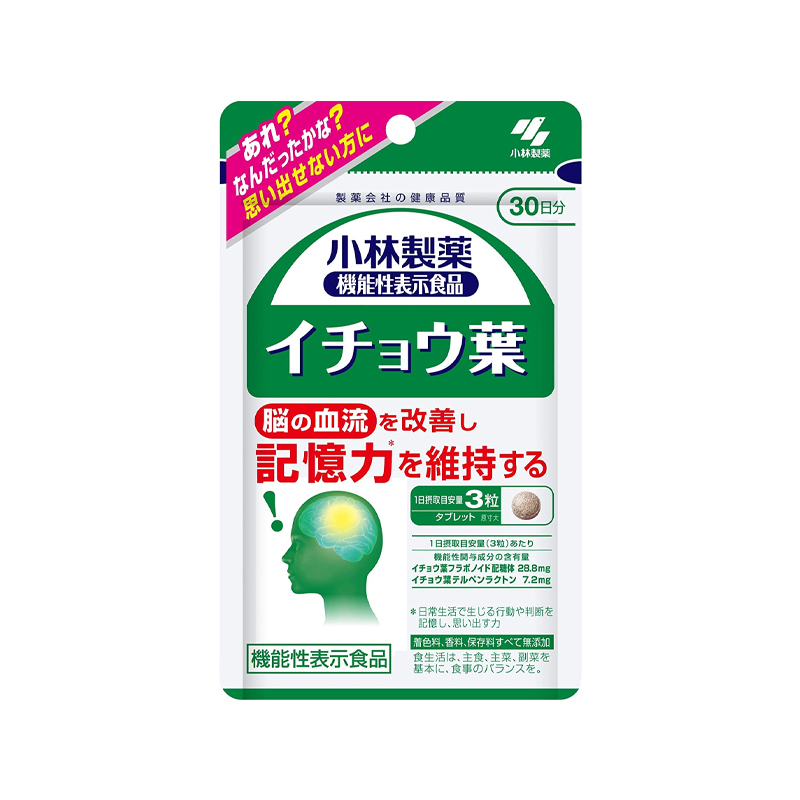 あれ?
なんだったかな?
思い出せない方に
小林製薬
製薬会社の健康品質
30日分
小林製薬
機能性表示食品
イチョウ葉
脳の血流を改善し
記憶力*を維持する
!
1日摂取目安量 3粒
タブレット 原寸大
1日摂取目安量(3粒)あたり
機能性関与成分の含有量
イチョウ葉フラボノイド配糖体 28.8mg
イチョウ葉テルペンラクトン 7.2mg
*日常生活で生じる行動や判断を
記憶し、思い出す力
着色料、香料、保存料すべて無添加
食生活は、主食、主菜、副菜を
基本に、食事のバランスを。
機能性表示食品